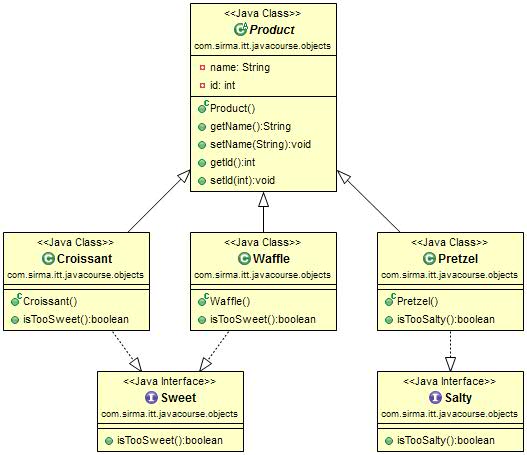 <<Java Class>>
Product
com.sirma.itt.javacourse.objects
name: String
id: int
Product()
getName():String
setName(String):void
getId():int
setId(int):void
<<Java Class>>
Croissant
com.sirma.itt.javacourse.objects
Croissant()
isTooSweet():boolean
<<Java Class>>
Waffle
com.sirma.itt.javacourse.objects
Waffle()
isTooSweet():boolean
<<Java Class>>
Pretzel
com.sirma.itt.javacourse.objects
Pretzel()
isTooSalty():boolean
<<Java Interface>>
Sweet
com.sirma.itt.javacourse.objects
isTooSweet():boolean
<<Java Interface>>
Salty
com.sirma.itt.javacourse.objects
isTooSalty():boolean